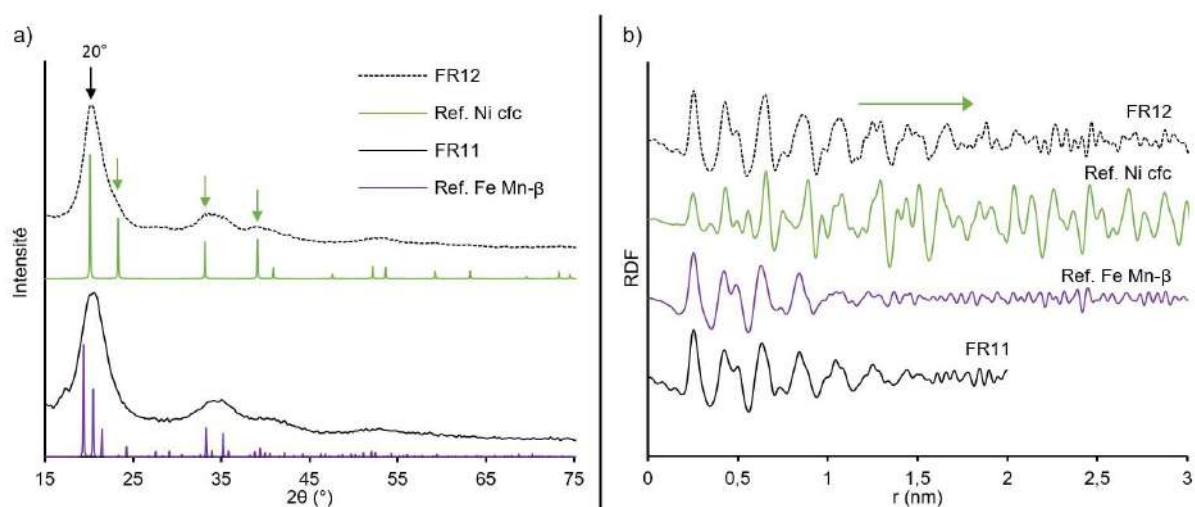 a)
20°
FR12
Ref. Ni cfc
FR11
Ref. Fe Mn-β
Intensité
15 25 35 45 55 65 75
2θ (°)
b)
FR12
Ref. Ni cfc
Ref. Fe Mn-β
FR11
RDF
0 0,5 1 1,5 2 2,5 3
r (nm)